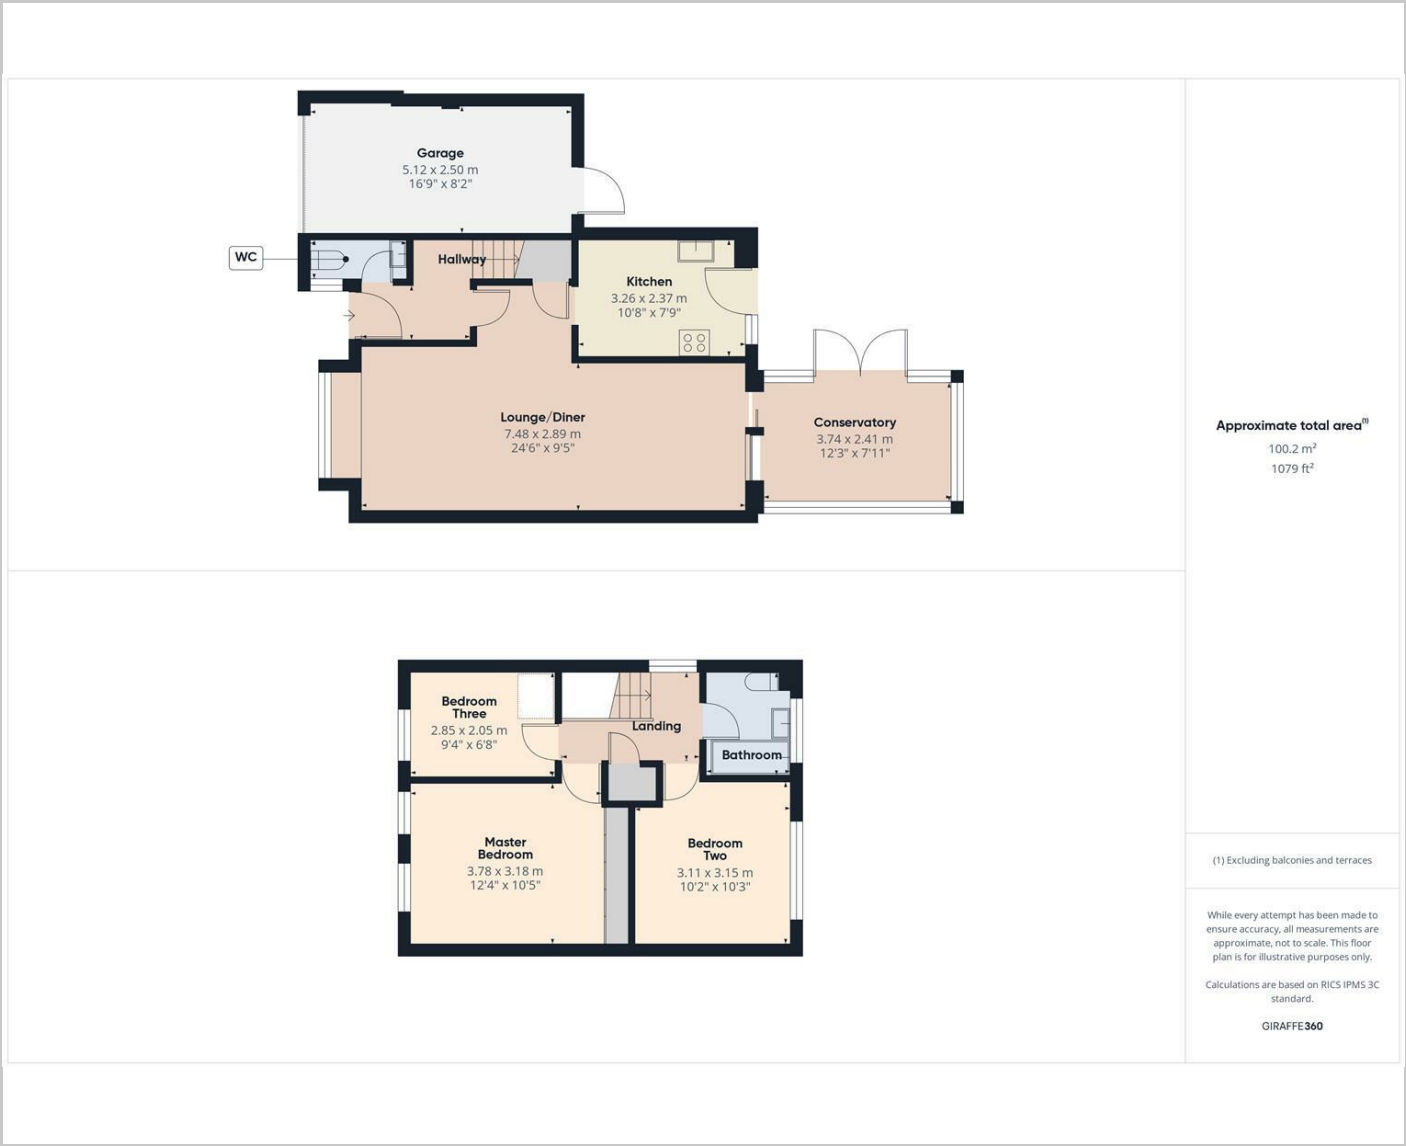 Garage
5.12 x 2.50 m
16'9" x 8'2"
WC
Hallway
Kitchen
3.26 x 2.37 m
10'8" x 7'9"
Lounge/Diner
7.48 x 2.89 m
24'6" x 9'5"
Conservatory
3.74 x 2.41 m
12'3" x 7'11"
Bedroom
Three
2.85 x 2.05 m
9'4" x 6'8"
Landing
Bathroom
Master
Bedroom
3.78 x 3.18 m
12'4" x 10'5"
Bedroom
Two
3.11 x 3.15 m
10'2" x 10'3"
Approximate total area(1)
100.2 m²
1079 ft²
(1) Excluding balconies and terraces
While every attempt has been made to
ensure accuracy, all measurements are
approximate, not to scale. This floor
plan is for illustrative purposes only.
Calculations are based on RICS IPMS 3C
standard.
GIRAFFE360